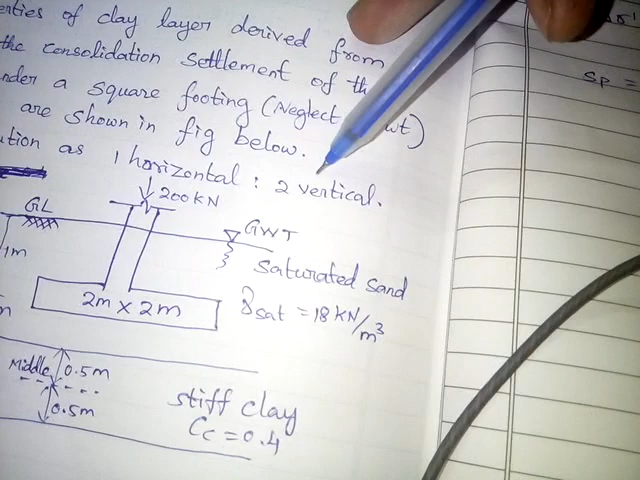 erties of clay layer derived from
the consolidation settlement of th
nder a square footing (Neglect wt)
are shown in fig below.
tion as 1 horizontal : 2 vertical.
200 KN
GL
GWT
1m
saturated sand
2m x 2m
γsat = 18 KN/m³
m
Middle
0.5m
0.5m
stiff clay
Cc = 0.4
Sp =